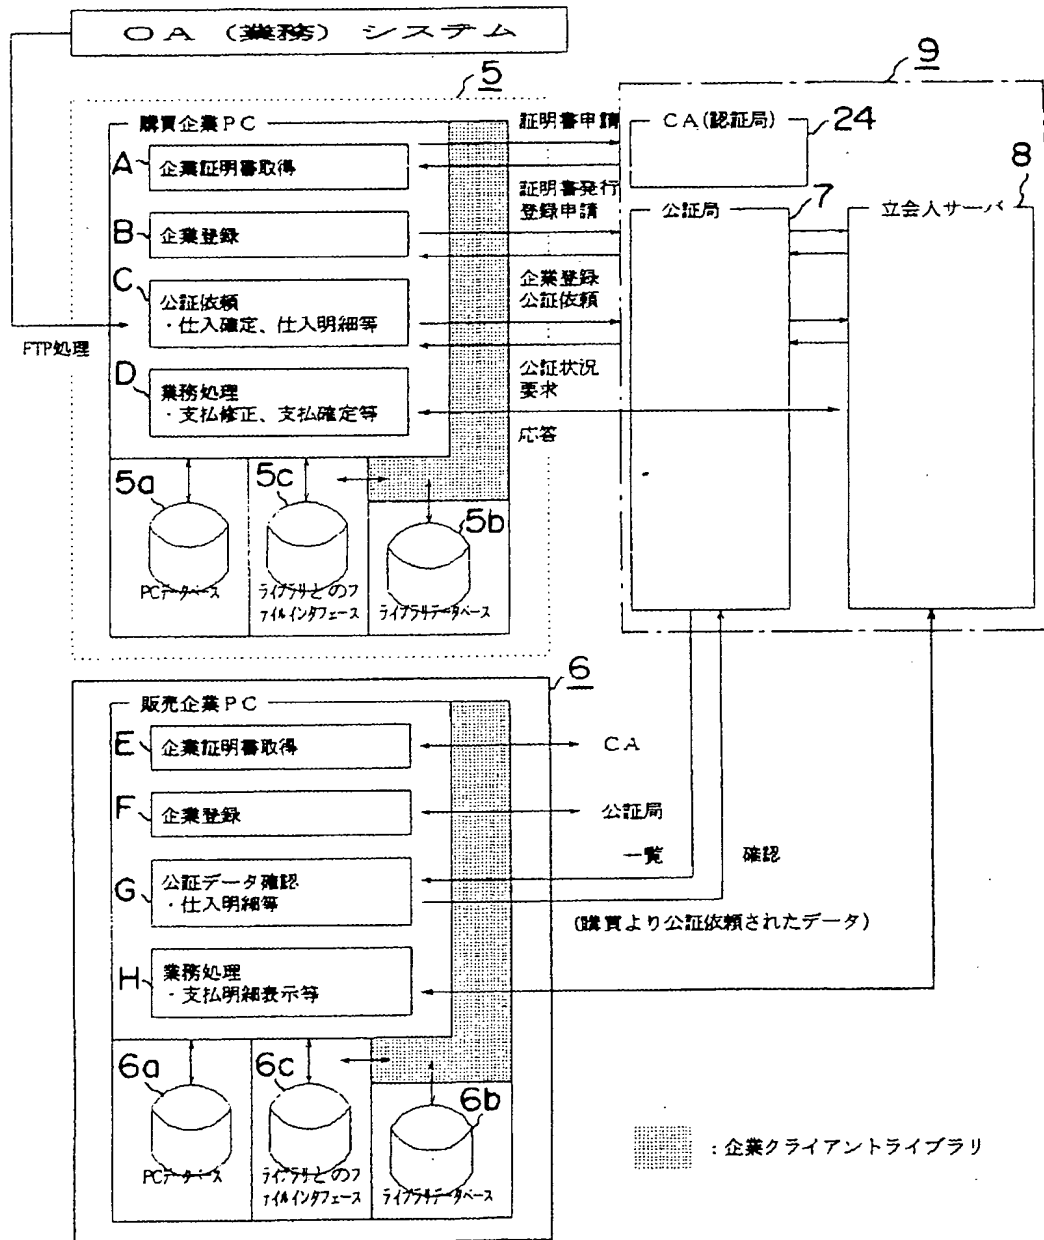 OA（業務）システム
5
9
購買企業PC
証明書申請
CA(認証局)
24
8
A
企業証明書取得
証明書発行
登録申請
公証局
7
立会人サーバ
B
企業登録
企業登録
公証依頼
C
公証依頼
・仕入確定、仕入明細等
FTP処理
公証状況
要求
D
業務処理
・支払修正、支払確定等
応答
5a
5c
5b
PCデータベース
ライブラリとのフ
ァイルインタフェース
ライブラリデータベース
6
販売企業PC
E
企業証明書取得
CA
F
企業登録
公証局
一覧
確認
G
公証データ確認
・仕入明細等
(購買より公証依頼されたデータ)
H
業務処理
・支払明細表示等
6a
6c
6b
PCデータベース
ライブラリとのフ
ァイルインタフェース
ライブラリデータベース
：企業クライアントライブラリ